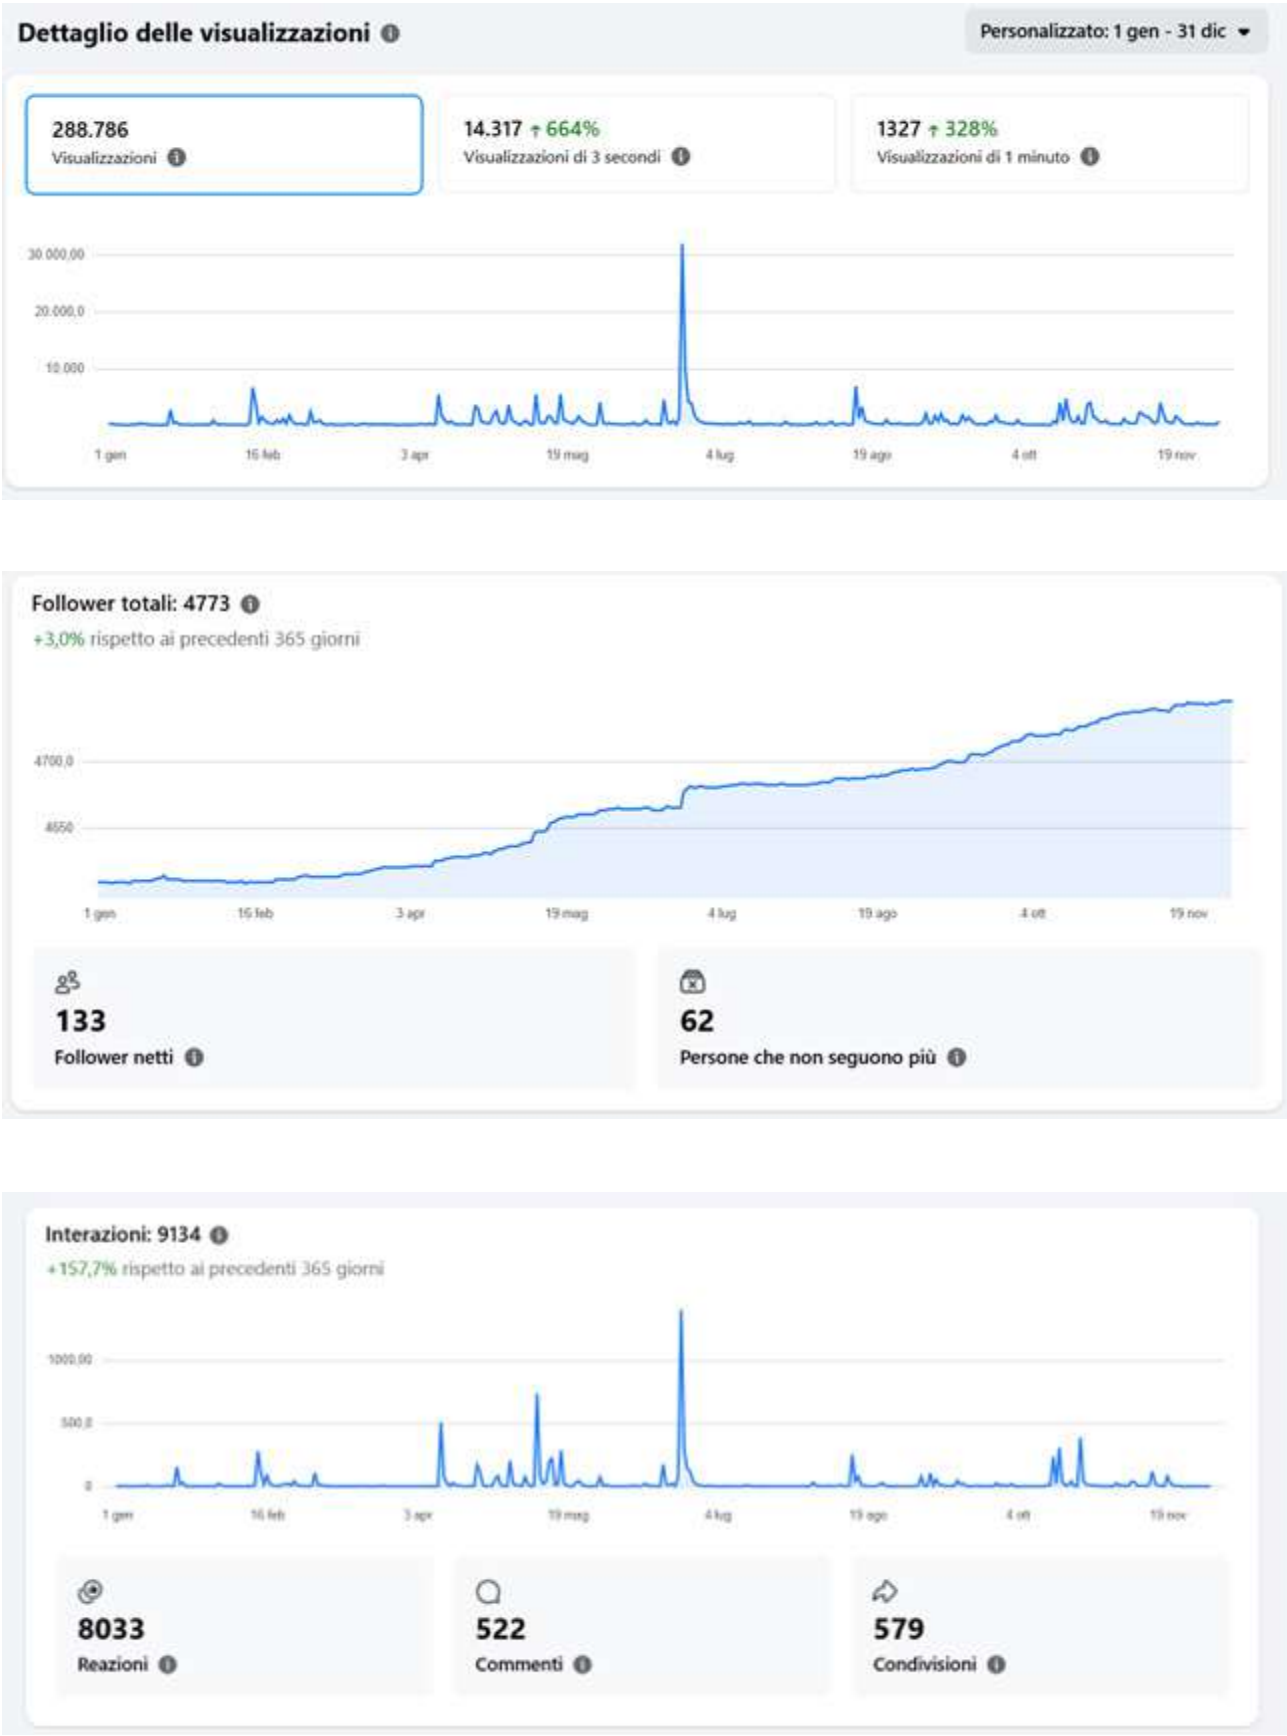 Dettaglio delle visualizzazioni
Personalizzato: 1 gen - 31 dic
288.786
Visualizzazioni
14.317 ↑ 664%
Visualizzazioni di 3 secondi
1327 ↑ 328%
Visualizzazioni di 1 minuto
30.000,00
20.000,0
10.000
1 gen 16 feb 3 apr 19 mag 4 lug 19 ago 4 ott 19 nov
Follower totali: 4773
+3,0% rispetto ai precedenti 365 giorni
4700,0
4650
1 gen 16 feb 3 apr 19 mag 4 lug 19 ago 4 ott 19 nov
133
Follower netti
62
Persone che non seguono più
Interazioni: 9134
+157,7% rispetto ai precedenti 365 giorni
1000,00
500,0
0
1 gen 16 feb 3 apr 19 mag 4 lug 19 ago 4 ott 19 nov
8033
Reazioni
522
Commenti
579
Condivisioni